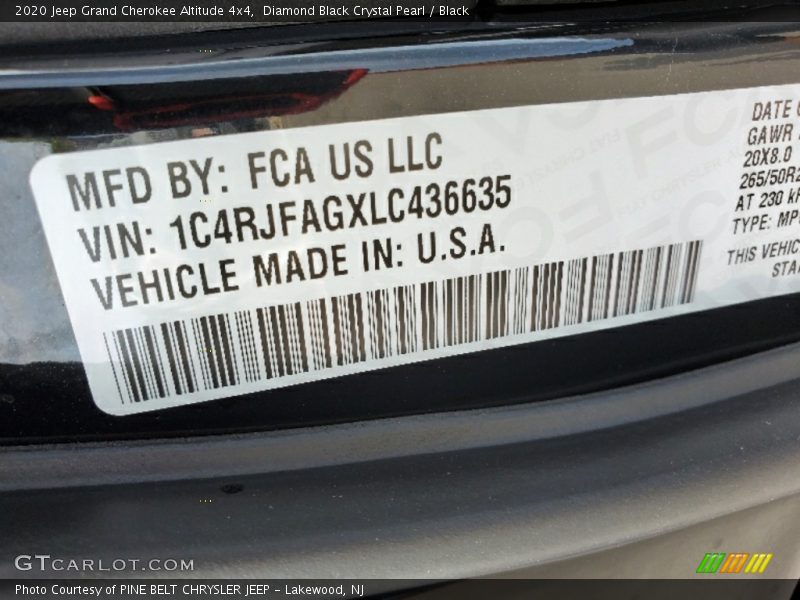 2020 Jeep Grand Cherokee Altitude 4x4, Diamond Black Crystal Pearl / Black
MFD BY: FCA US LLC
VIN: 1C4RJFAGXLC436635
VEHICLE MADE IN: U.S.A.
DATE
GAWR
20X8.0
265/50R2
AT 230
TYPE: MP
THIS VEHIC
STA
GTCARLOT.COM
Photo Courtesy of PINE BELT CHRYSLER JEEP - Lakewood, NJ